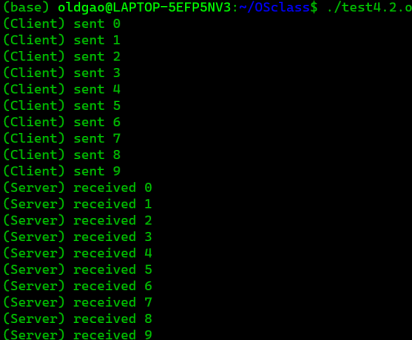 (base) oldgao@LAPTOP-5EFP5NV3:~/OSclass$ ./test4.2.o
(Client) sent 0
(Client) sent 1
(Client) sent 2
(Client) sent 3
(Client) sent 4
(Client) sent 5
(Client) sent 6
(Client) sent 7
(Client) sent 8
(Client) sent 9
(Server) received 0
(Server) received 1
(Server) received 2
(Server) received 3
(Server) received 4
(Server) received 5
(Server) received 6
(Server) received 7
(Server) received 8
(Server) received 9